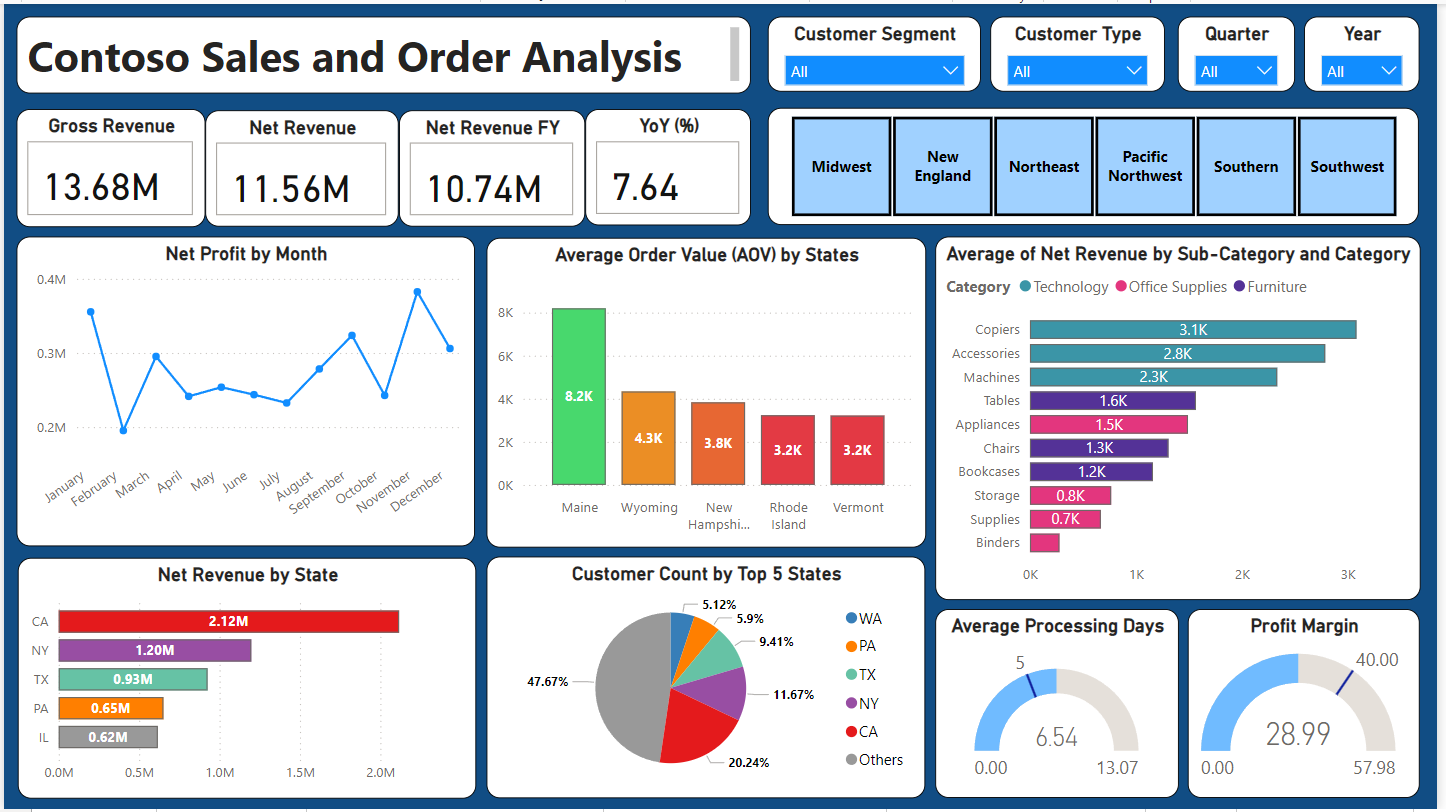 Contoso Sales and Order Analysis
Customer Segment
All
Customer Type
All
Quarter
All
Year
All
Gross Revenue
13.68M
Net Revenue
11.56M
Net Revenue FY
10.74M
YoY (%)
7.64
Midwest
New
England
Northeast
Pacific
Northwest
Southern
Southwest
Net Profit by Month
0.4M
0.3M
0.2M
January
February
March
April
May
June
July
August
September
October
November
December
Average Order Value (AOV) by States
8K
6K
4K
2K
0K
8.2K
4.3K
3.8K
3.2K
3.2K
Maine
Wyoming
New
Hampshi...
Rhode
Island
Vermont
Average of Net Revenue by Sub-Category and Category
Category Technology Office Supplies Furniture
Copiers 3.1K
Accessories 2.8K
Machines 2.3K
Tables 1.6K
Appliances 1.5K
Chairs 1.3K
Bookcases 1.2K
Storage 0.8K
Supplies 0.7K
Binders
0K 1K 2K 3K
Net Revenue by State
CA 2.12M
NY 1.20M
TX 0.93M
PA 0.65M
IL 0.62M
0.0M 0.5M 1.0M 1.5M 2.0M
Customer Count by Top 5 States
5.12%
5.9%
9.41%
11.67%
20.24%
47.67%
WA
PA
TX
NY
CA
Others
Average Processing Days
5
6.54
0.00 13.07
Profit Margin
40.00
28.99
0.00 57.98